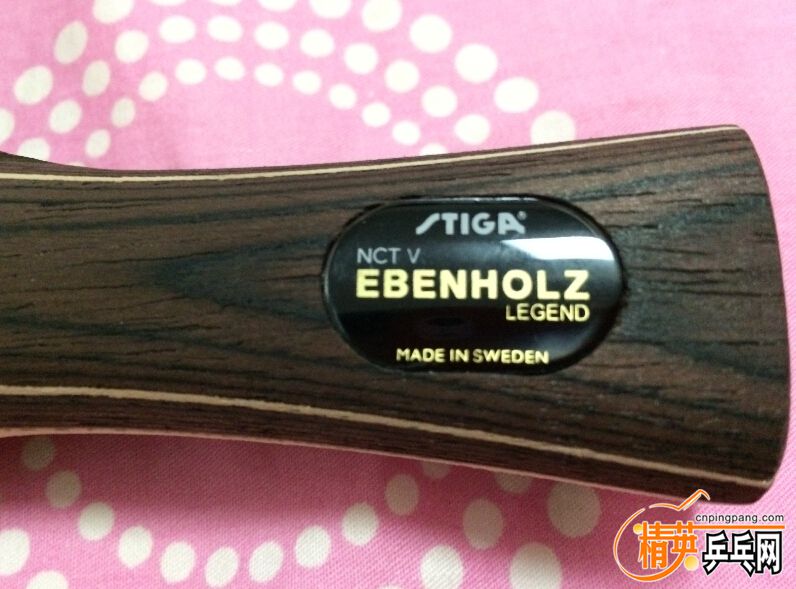 STIGA®
NCT V
EBENHOLZ
LEGEND
MADE IN SWEDEN
cnpingpang.com
精英乒乓网